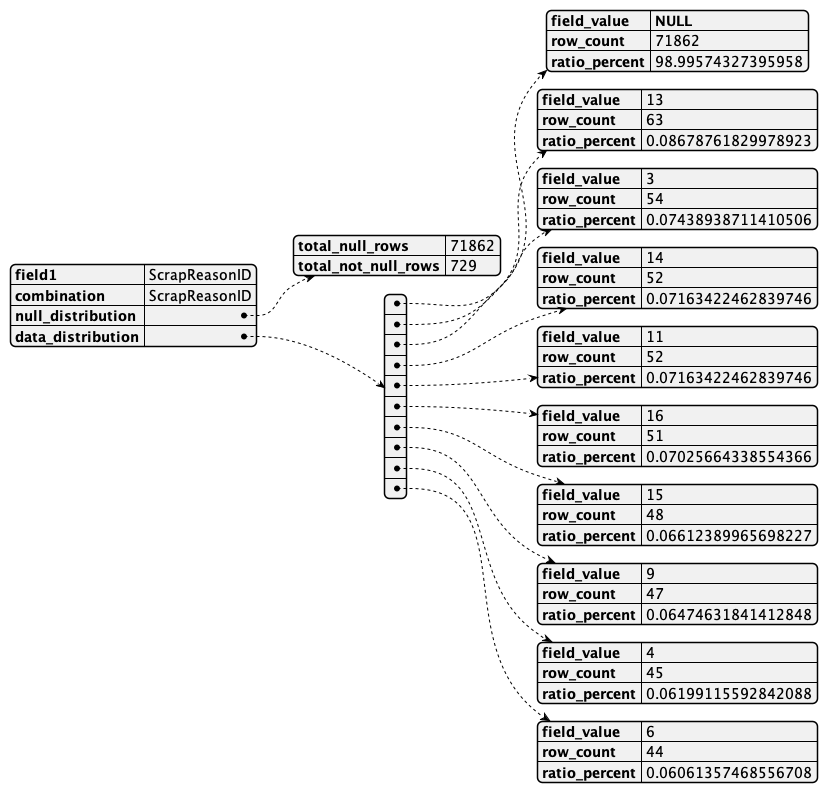 field1 ScrapReasonID
combination ScrapReasonID
null_distribution
data_distribution
total_null_rows 71862
total_not_null_rows 729
field_value NULL
row_count 71862
ratio_percent 98.99574327395958
field_value 13
row_count 63
ratio_percent 0.08678761829978923
field_value 3
row_count 54
ratio_percent 0.07438938711410506
field_value 14
row_count 52
ratio_percent 0.07163422462839746
field_value 11
row_count 52
ratio_percent 0.07163422462839746
field_value 16
row_count 51
ratio_percent 0.07025664338554366
field_value 15
row_count 48
ratio_percent 0.06612389965698227
field_value 9
row_count 47
ratio_percent 0.06474631841412848
field_value 4
row_count 45
ratio_percent 0.06199115592842088
field_value 6
row_count 44
ratio_percent 0.06061357468556708